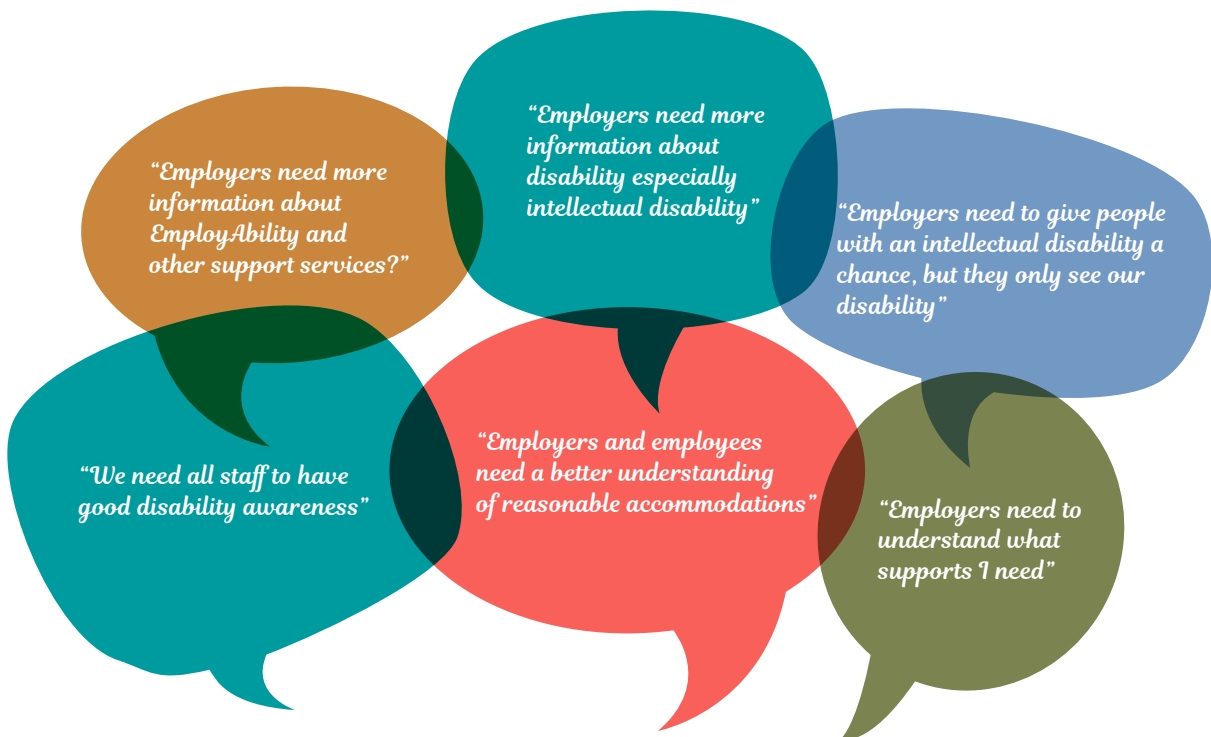 “Employers need more
information about
EmployAbility and
other support services?”
“Employers need more
information about
disability especially
intellectual disability”
“Employers need to give people
with an intellectual disability a
chance, but they only see our
disability”
“We need all staff to have
good disability awareness”
“Employers and employees
need a better understanding
of reasonable accommodations”
“Employers need to
understand what
supports I need”